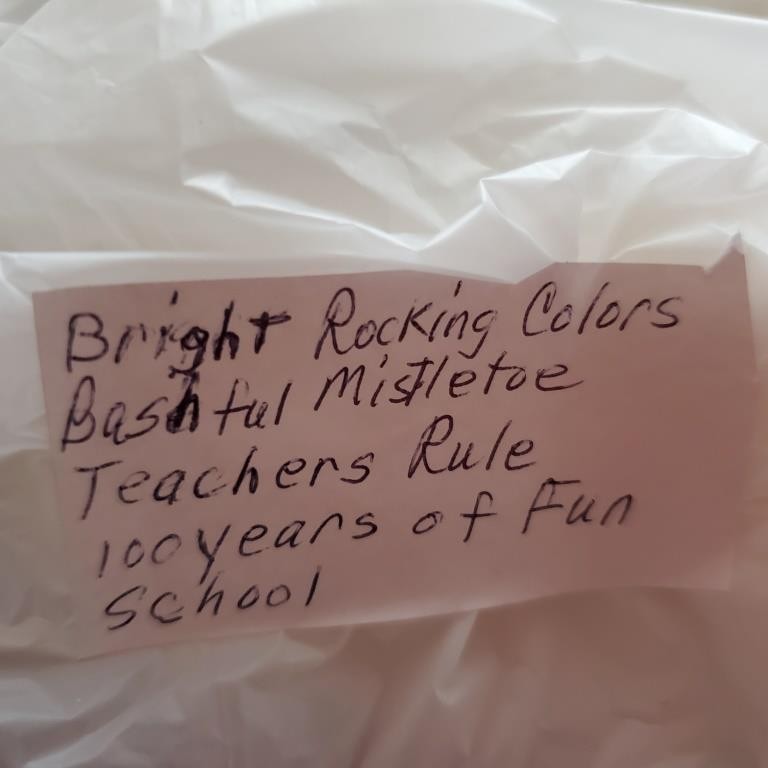 Bright Rocking Colors
Bashful Mistletoe
Teachers Rule
100 years of Fun
School